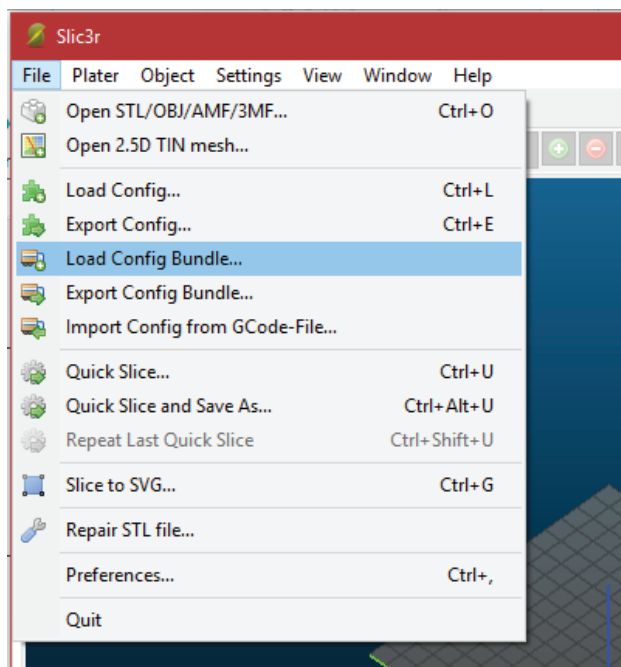 Slic3r
File Plater Object Settings View Window Help
Open STL/OBJ/AMF/3MF... Ctrl+O
Open 2.5D TIN mesh...
Load Config... Ctrl+L
Export Config... Ctrl+E
Load Config Bundle...
Export Config Bundle...
Import Config from GCode-File...
Quick Slice... Ctrl+U
Quick Slice and Save As... Ctrl+Alt+U
Repeat Last Quick Slice Ctrl+Shift+U
Slice to SVG... Ctrl+G
Repair STL file...
Preferences... Ctrl+,
Quit